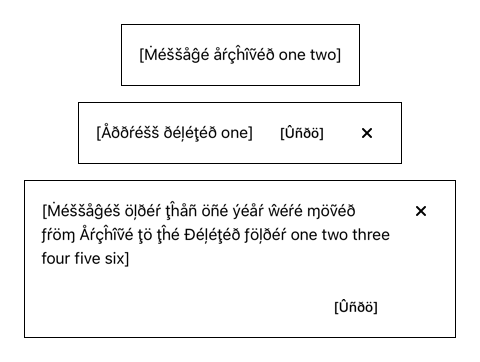 [Ṁéššåĝé åŕçĥîṽéð one two]
[Åððŕéšš ðéļéţéð one]
[Ûñðö]
[Ṁéššåĝéš öļðéŕ ţĥåñ öñé ýéåŕ ŵéŕé ɱöṽéð
ƒŕöɱ Åŕçĥîṽé ţö ţĥé Ðéļéţéð ƒöļðéŕ one two three
four five six]
[Ûñðö]